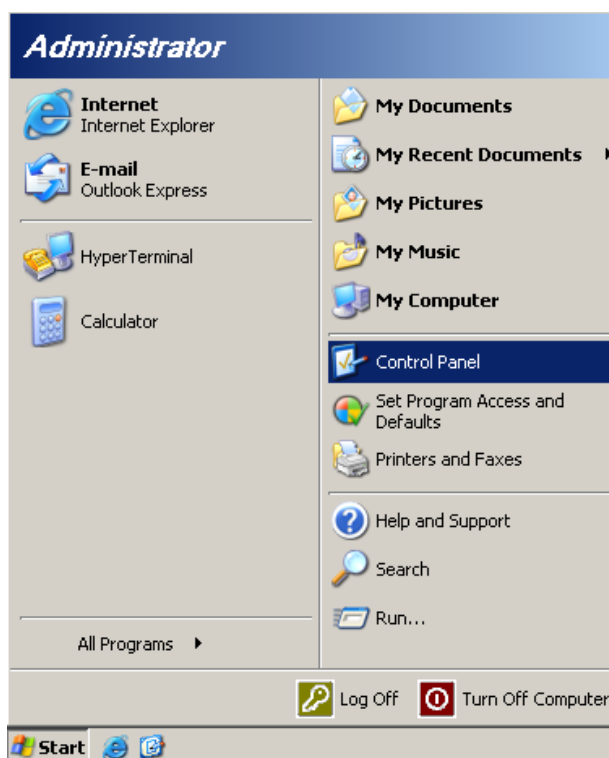 Administrator
Internet
Internet Explorer
E-mail
Outlook Express
HyperTerminal
Calculator
All Programs
My Documents
My Recent Documents
My Pictures
My Music
My Computer
Control Panel
Set Program Access and
Defaults
Printers and Faxes
Help and Support
Search
Run...
Log Off
Turn Off Computer
Start